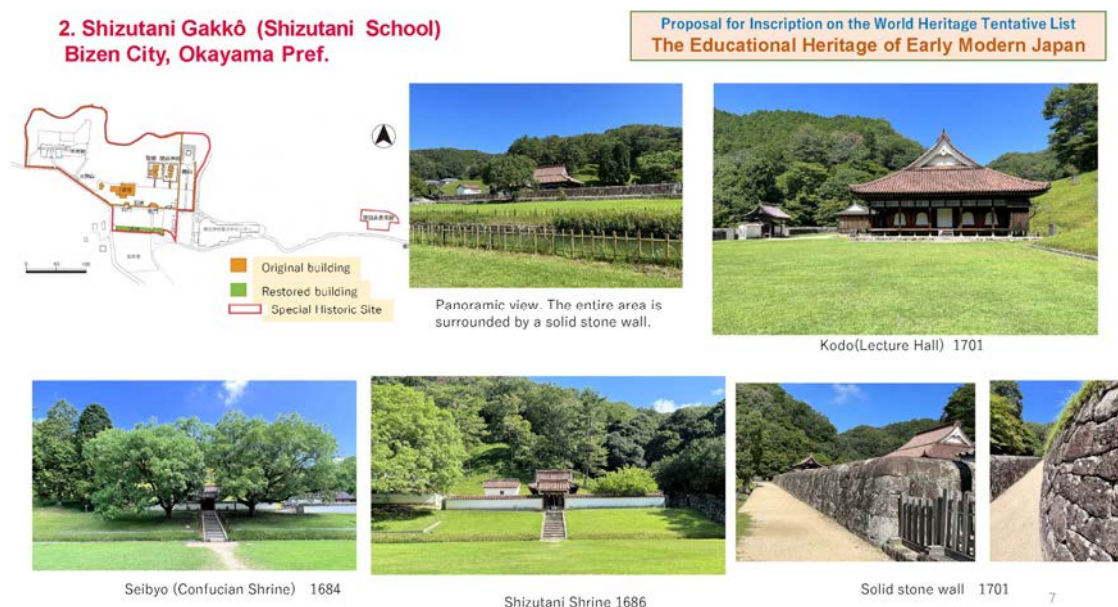 2. Shizutani Gakkô (Shizutani School)
Bizen City, Okayama Pref.
Proposal for Inscription on the World Heritage Tentative List
The Educational Heritage of Early Modern Japan
Original building
Restored building
Special Historic Site
Panoramic view. The entire area is
surrounded by a solid stone wall.
Kodo(Lecture Hall) 1701
Seibyo (Confucian Shrine) 1684
Shizutani Shrine 1686
Solid stone wall 1701
7